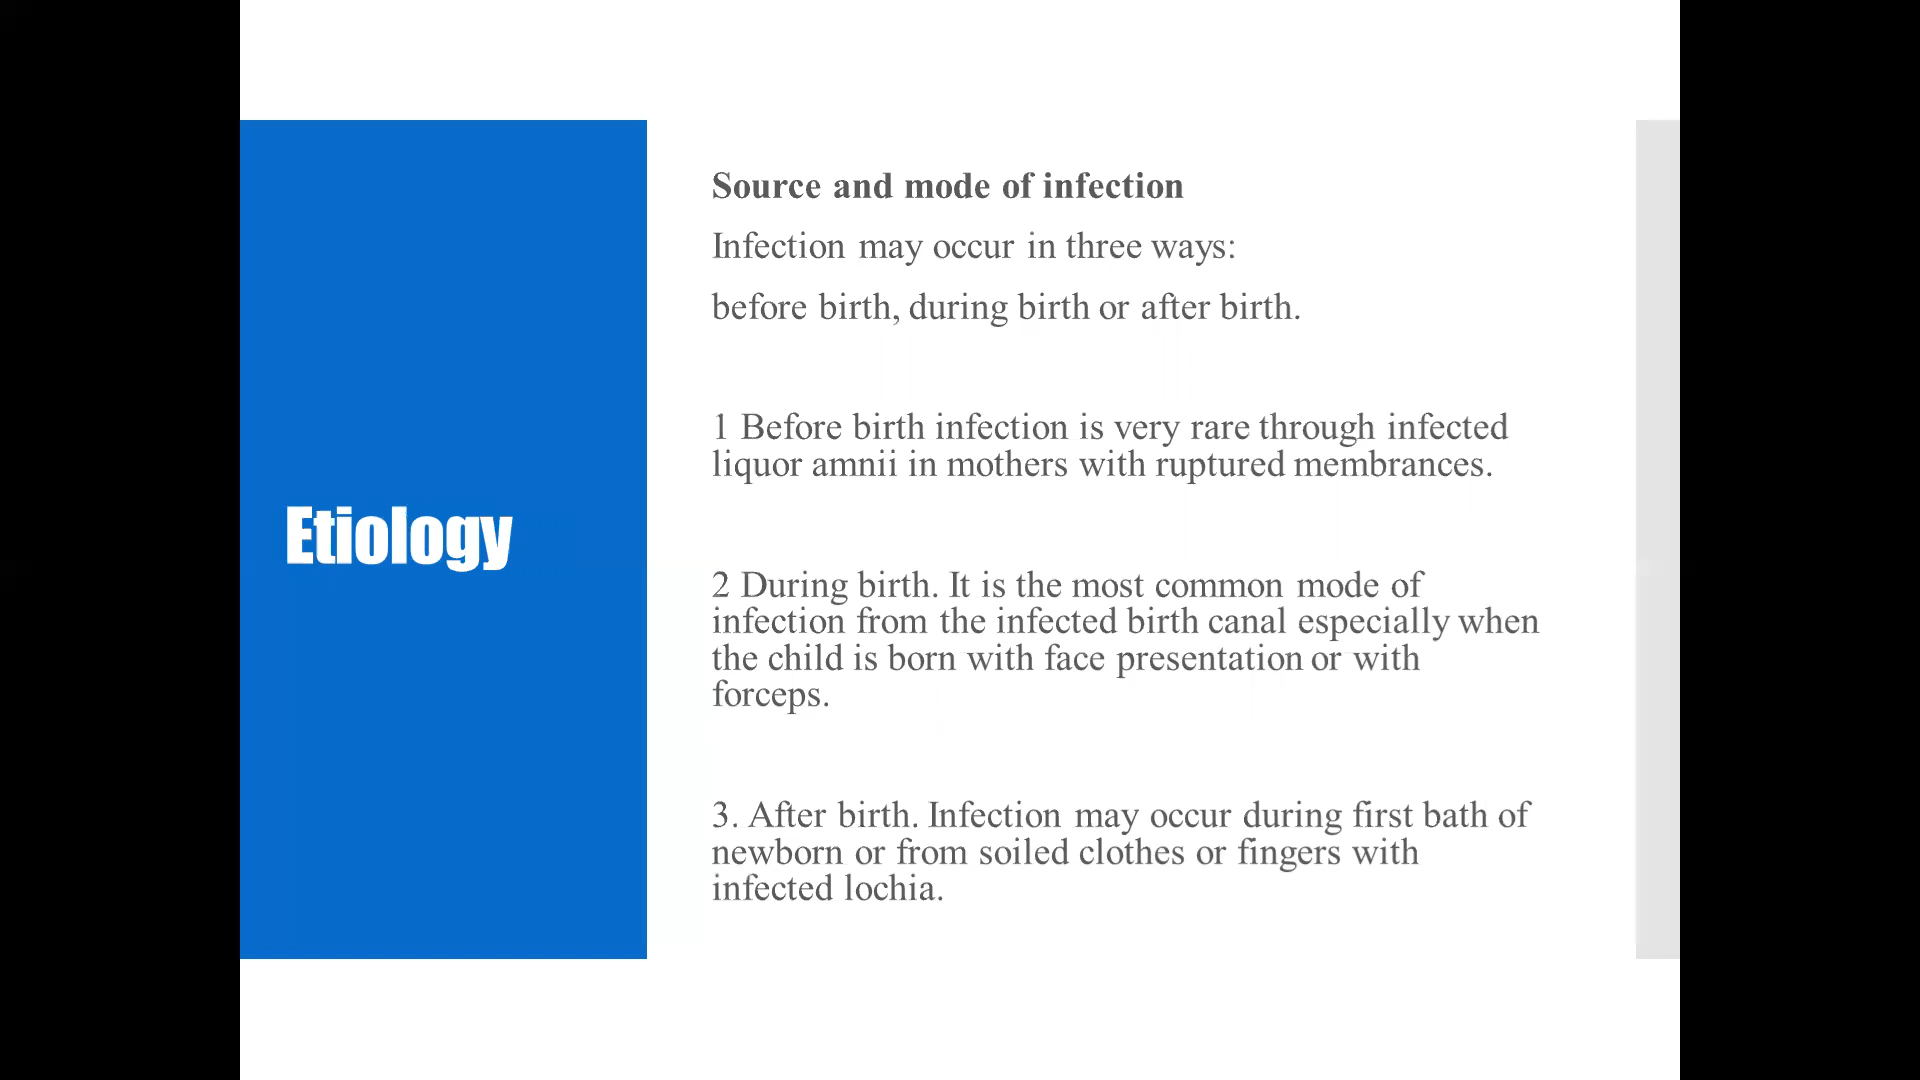 Etiology
Source and mode of infection
Infection may occur in three ways:
before birth, during birth or after birth.
1 Before birth infection is very rare through infected
liquor amnii in mothers with ruptured membranes.
2 During birth. It is the most common mode of
infection from the infected birth canal especially when
the child is born with face presentation or with
forceps.
3. After birth. Infection may occur during first bath of
newborn or from soiled clothes or fingers with
infected lochia.